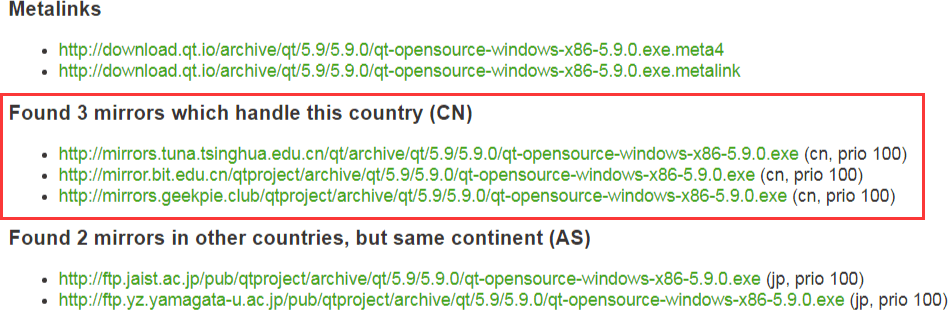 Metalinks
http://download.qt.io/archive/qt/5.9/5.9.0/qt-opensource-windows-x86-5.9.0.exe.meta4
http://download.qt.io/archive/qt/5.9/5.9.0/qt-opensource-windows-x86-5.9.0.exe.metalink
Found 3 mirrors which handle this country (CN)
http://mirrors.tuna.tsinghua.edu.cn/qt/archive/qt/5.9/5.9.0/qt-opensource-windows-x86-5.9.0.exe (cn, prio 100)
http://mirror.bit.edu.cn/qtproject/archive/qt/5.9/5.9.0/qt-opensource-windows-x86-5.9.0.exe (cn, prio 100)
http://mirrors.geekpie.club/qtproject/archive/qt/5.9/5.9.0/qt-opensource-windows-x86-5.9.0.exe (cn, prio 100)
Found 2 mirrors in other countries, but same continent (AS)
http://ftp.jaist.ac.jp/pub/qtproject/archive/qt/5.9/5.9.0/qt-opensource-windows-x86-5.9.0.exe (jp, prio 100)
http://ftp.yz.yamagata-u.ac.jp/pub/qtproject/archive/qt/5.9/5.9.0/qt-opensource-windows-x86-5.9.0.exe (jp, prio 100)